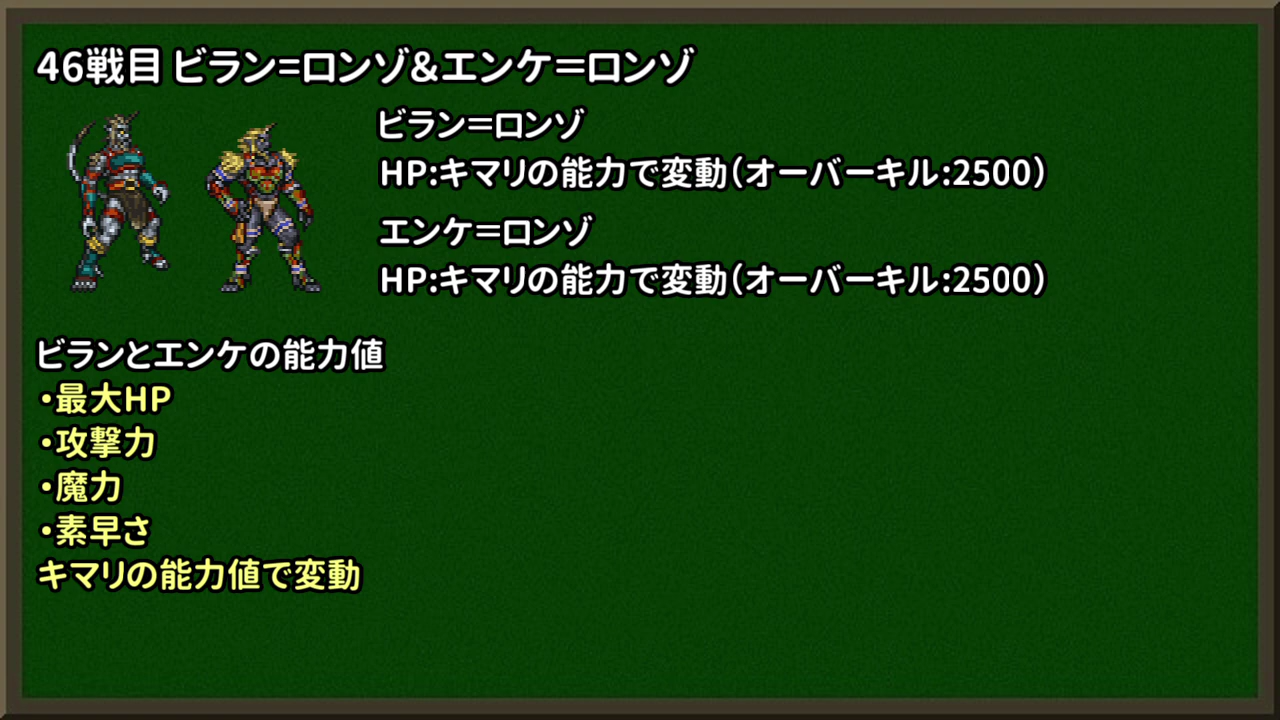 46戦目 ビラン=ロンゾ&エンケ＝ロンゾ
ビラン＝ロンゾ
HP:キマリの能力で変動（オーバーキル:2500）
エンケ＝ロンゾ
HP:キマリの能力で変動（オーバーキル:2500）
ビランとエンケの能力値
・最大HP
・攻撃力
・魔力
・素早さ
キマリの能力値で変動